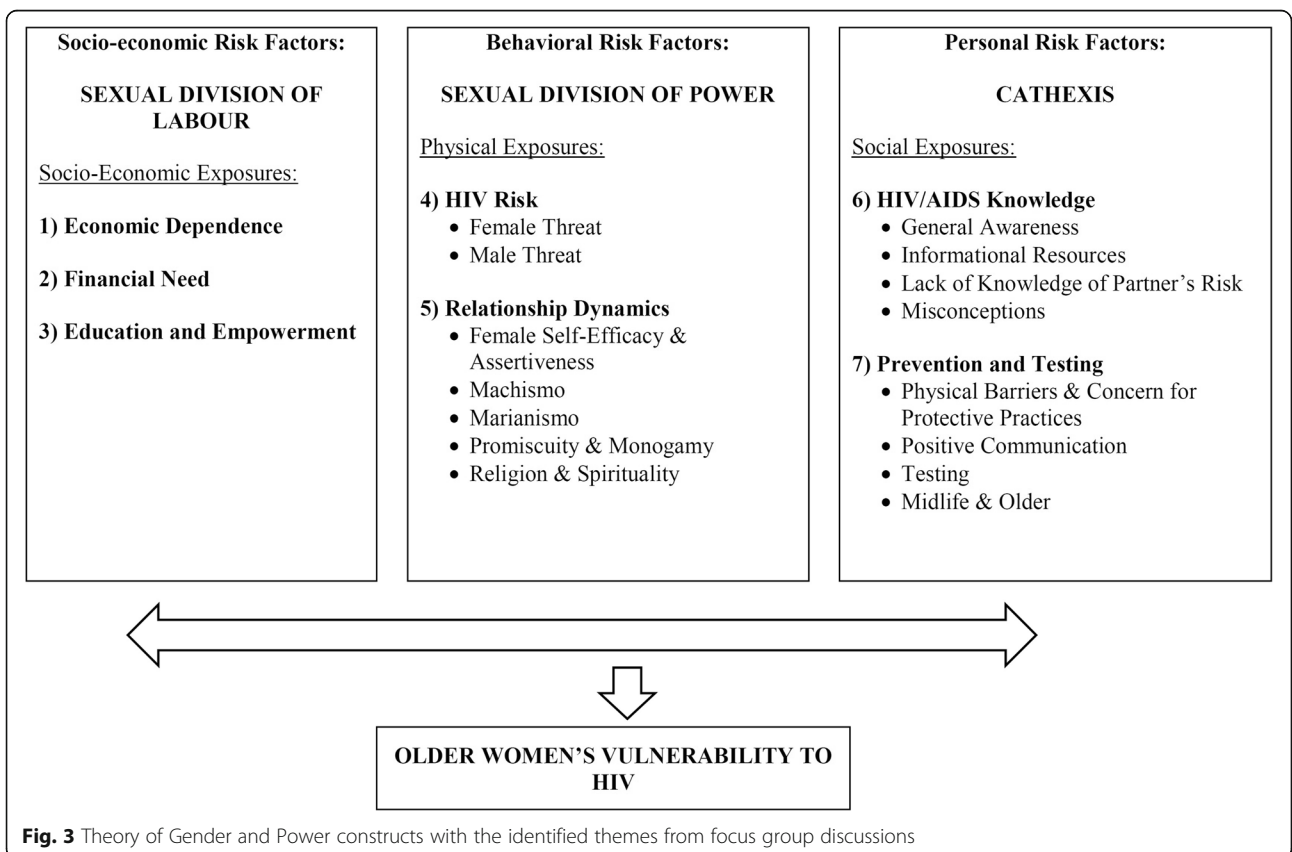 Socio-economic Risk Factors:
SEXUAL DIVISION OF
LABOUR
Socio-Economic Exposures:
1) Economic Dependence
2) Financial Need
3) Education and Empowerment
Behavioral Risk Factors:
SEXUAL DIVISION OF POWER
Physical Exposures:
4) HIV Risk
• Female Threat
• Male Threat
5) Relationship Dynamics
• Female Self-Efficacy &
Assertiveness
• Machismo
• Marianismo
• Promiscuity & Monogamy
• Religion & Spirituality
Personal Risk Factors:
CATHEXIS
Social Exposures:
6) HIV/AIDS Knowledge
• General Awareness
• Informational Resources
• Lack of Knowledge of Partner’s Risk
• Misconceptions
7) Prevention and Testing
• Physical Barriers & Concern for
Protective Practices
• Positive Communication
• Testing
• Midlife & Older
OLDER WOMEN’S VULNERABILITY TO
HIV
Fig. 3 Theory of Gender and Power constructs with the identified themes from focus group discussions